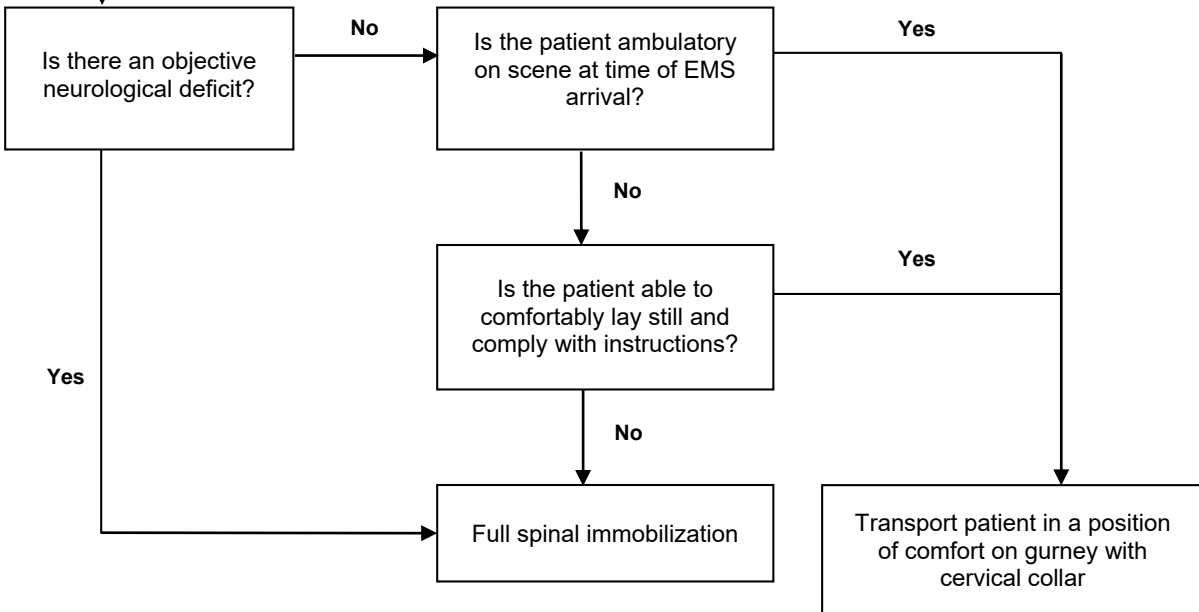 No
Yes
Is there an objective
neurological deficit?
Is the patient ambulatory
on scene at time of EMS
arrival?
No
Yes
Is the patient able to
comfortably lay still and
comply with instructions?
Yes
No
Full spinal immobilization
Transport patient in a position
of comfort on gurney with
cervical collar